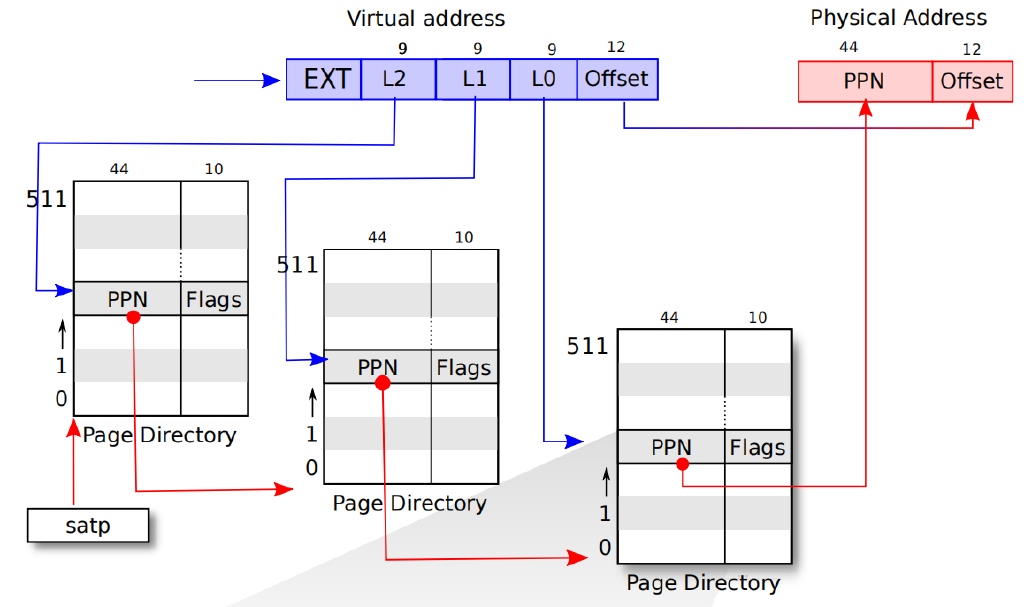 Virtual address
Physical Address
9 9 9 12
44 12
EXT L2 L1 L0 Offset
PPN Offset
44 10
511
PPN Flags
1
0
Page Directory
satp
44 10
511
PPN Flags
1
0
Page Directory
44 10
511
PPN Flags
1
0
Page Directory